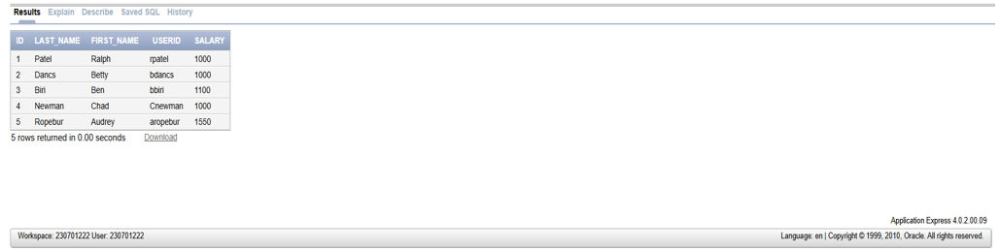 Results Explain Describe Saved SQL History
ID LAST_NAME FIRST_NAME USERID SALARY
1 Patel Ralph rpatel 1000
2 Dancs Betty bdancs 1000
3 Biri Ben bbiri 1100
4 Newman Chad Cnewman 1000
5 Ropebur Audrey aropebur 1550
5 rows returned in 0.00 seconds Download
Application Express 4.0.2.00.09
Workspace: 230701222 User: 230701222 Language: en | Copyright © 1999, 2010, Oracle. All rights reserved.